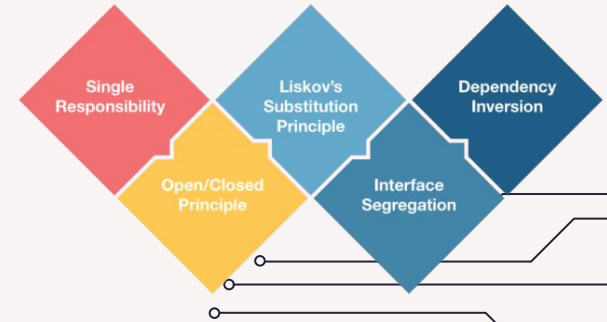 Single
Responsibility
Open/Closed
Principle
Liskov's
Substitution
Principle
Interface
Segregation
Dependency
Inversion